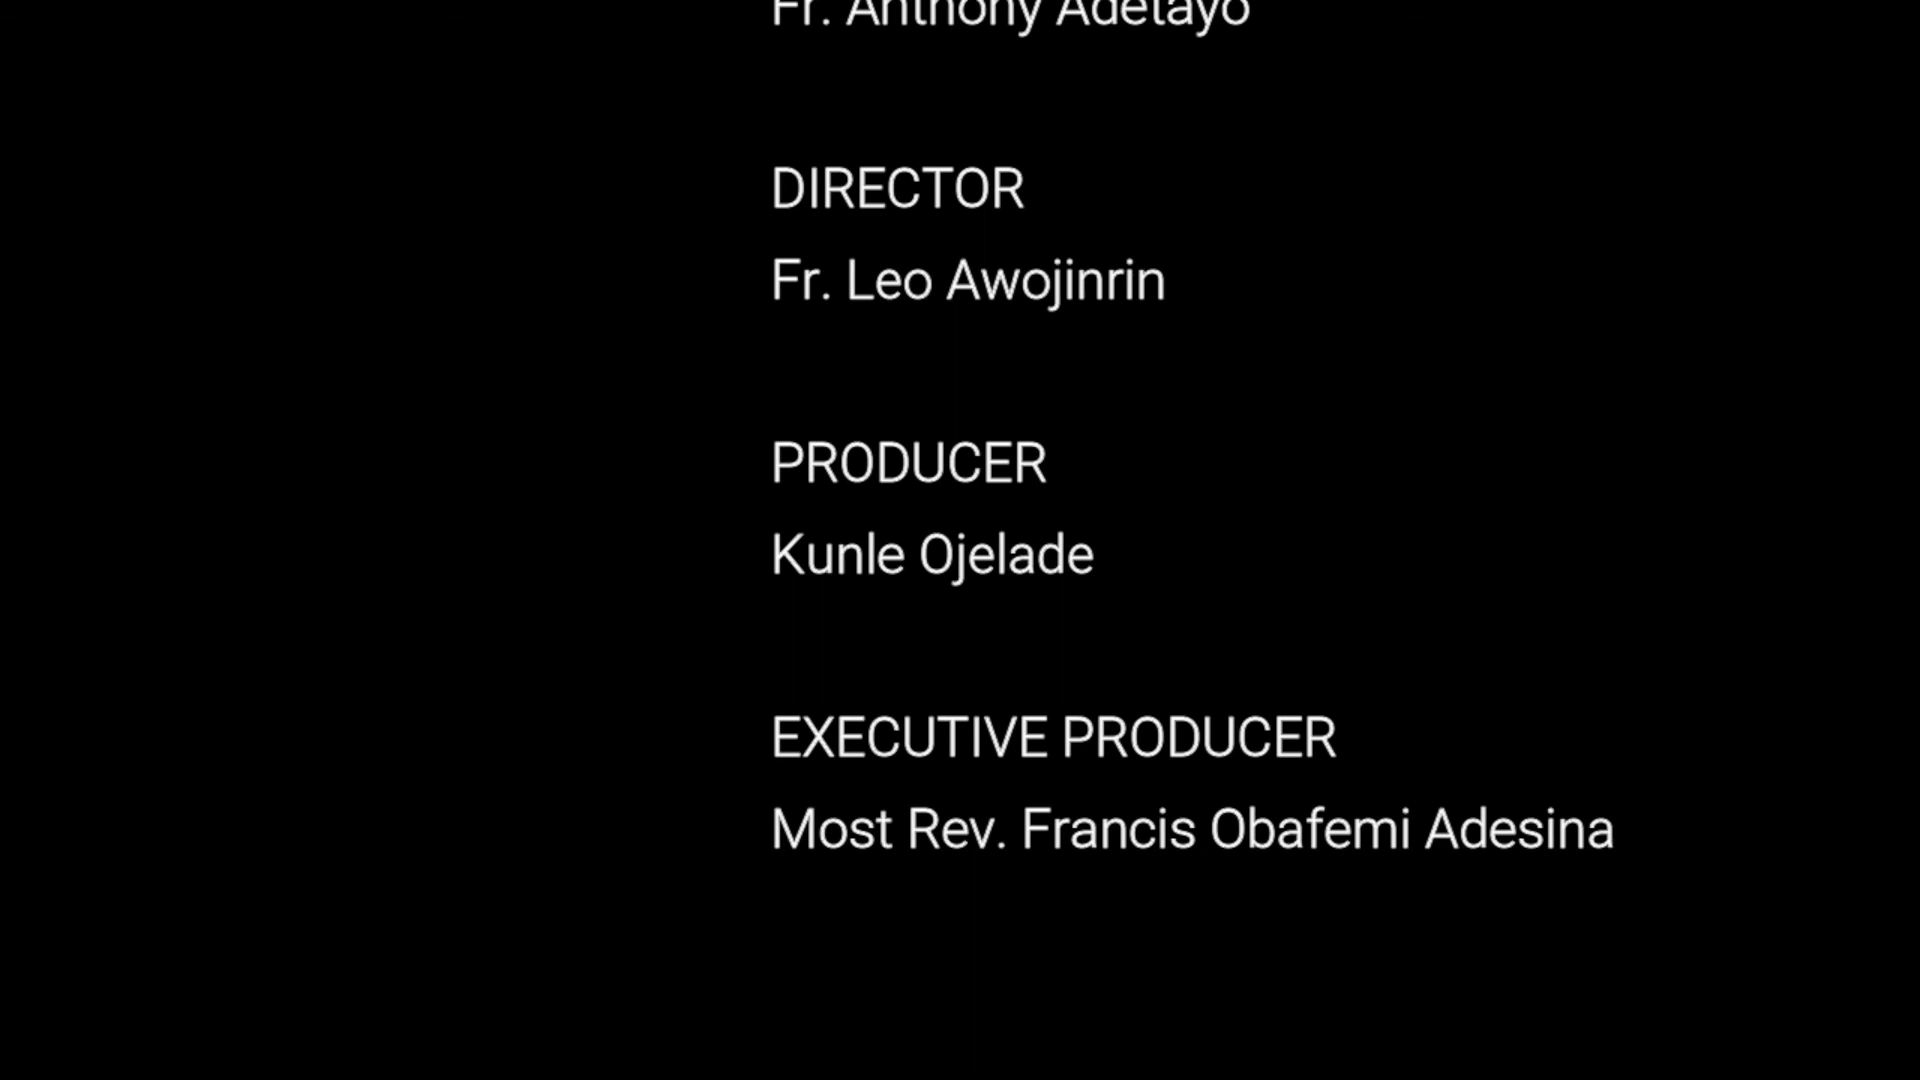 Fr. Anthony Adetayo
DIRECTOR
Fr. Leo Awojinrin
PRODUCER
Kunle Ojelade
EXECUTIVE PRODUCER
Most Rev. Francis Obafemi Adesina